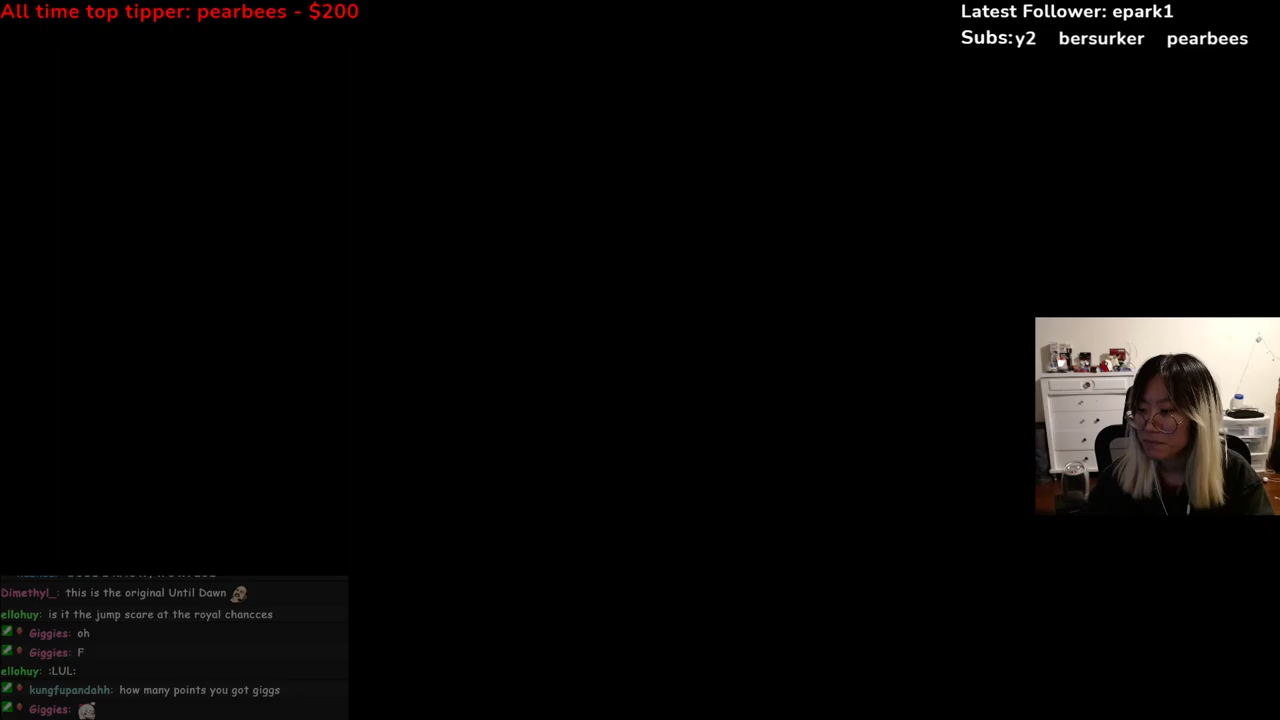 All time top tipper: pearbees - $200
Latest Follower: epark1
Subs: y2 bersurker pearbees
Dimethyl_: this is the original Until Dawn
ellohuy: is it the jump scare at the royal chancces
Giggies: oh
Giggies: F
ellohuy: :LUL:
kungfupandahh: how many points you got giggs
Giggies: